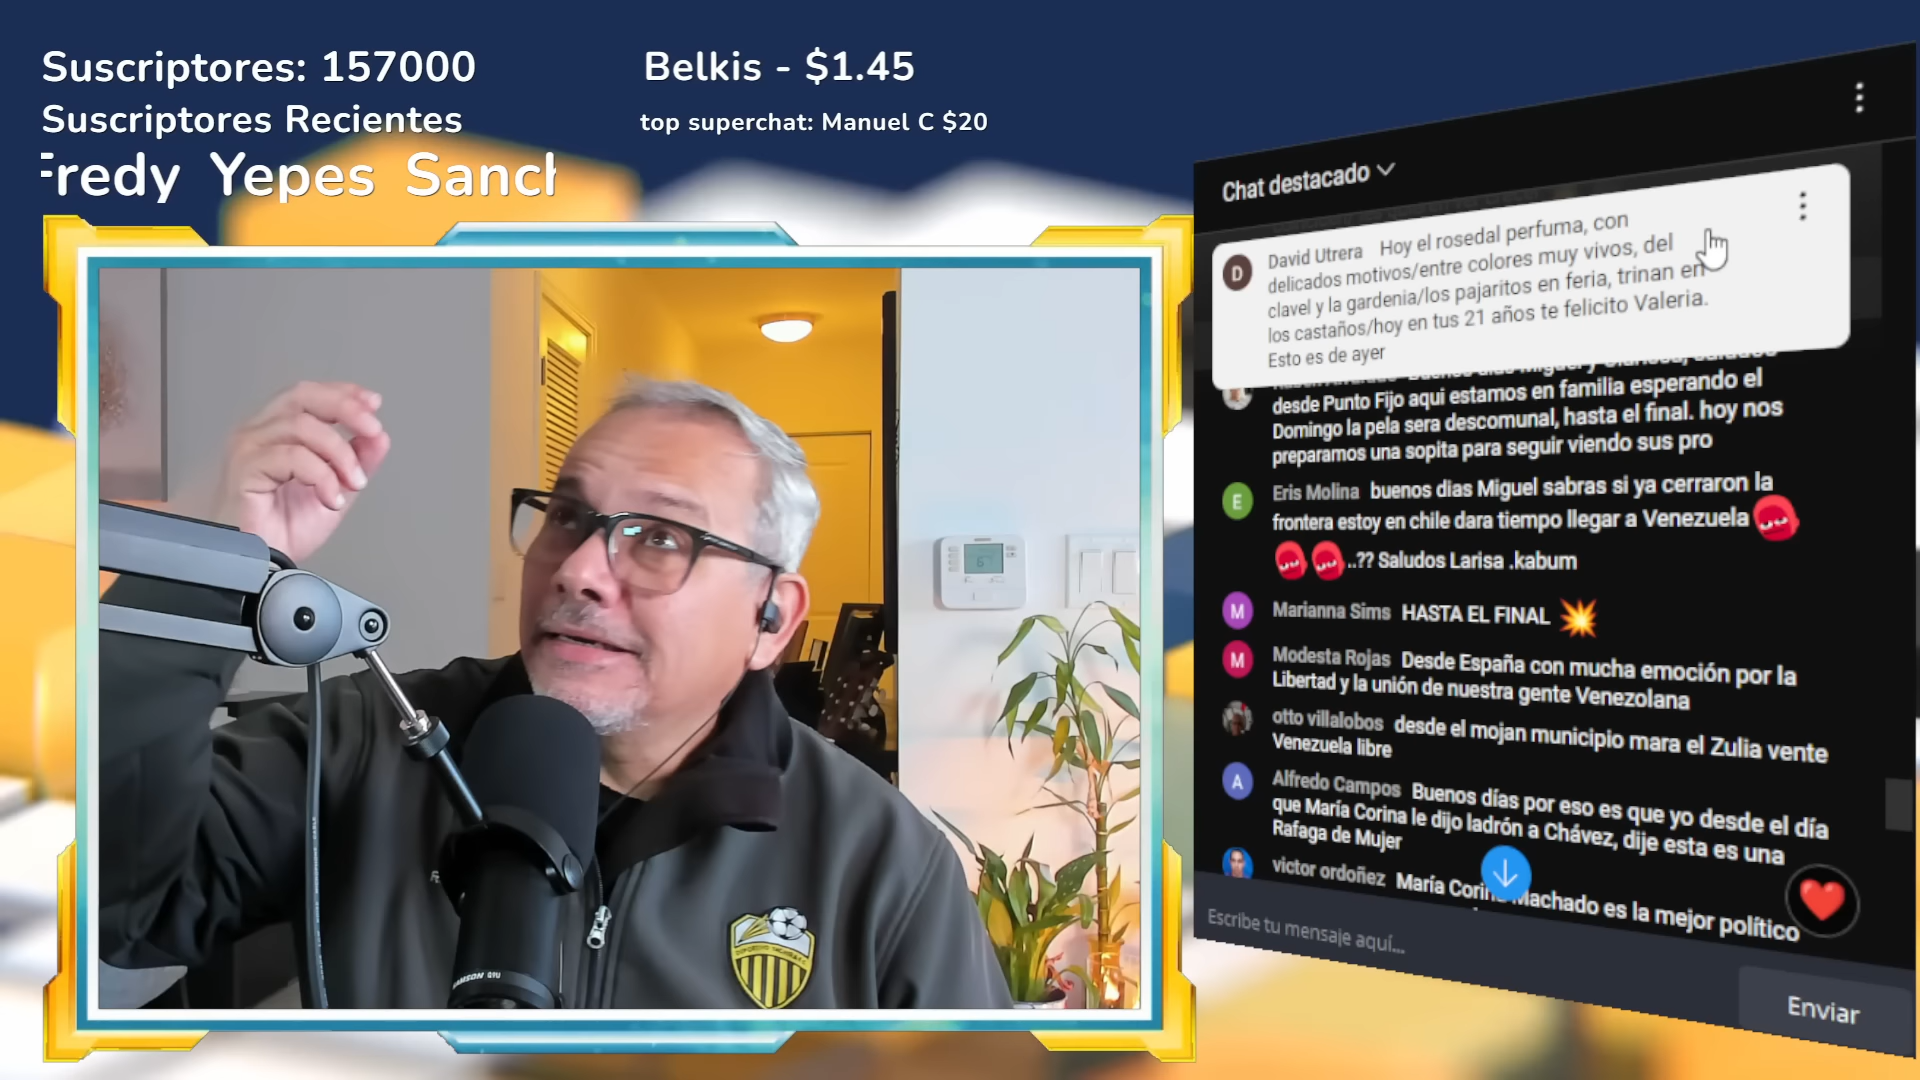 Suscriptores: 157000
Suscriptores Recientes
Fredy Yepes Sanch
Belkis - $1.45
top superchat: Manuel C $20
Chat destacado
D
David Utrera Hoy el rosedal perfuma, con
delicados motivos/entre colores muy vivos, del
clavel y la gardenia/los pajaritos en feria, trinan en
los castaños/hoy en tus 21 años te felicito Valeria.
Esto es de ayer
desde Punto Fijo aqui estamos en familia esperando el
Domingo la pela sera descomunal, hasta el final. hoy nos
preparamos una sopita para seguir viendo sus pro
E
Eris Molina buenos dias Miguel sabras si ya cerraron la
frontera estoy en chile dara tiempo llegar a Venezuela
..?? Saludos Larisa .kabum
M
Marianna Sims HASTA EL FINAL
M
Modesta Rojas Desde España con mucha emoción por la
Libertad y la unión de nuestra gente Venezolana
otto villalobos desde el mojan municipio mara el Zulia vente
Venezuela libre
A
Alfredo Campos Buenos días por eso es que yo desde el día
que María Corina le dijo ladrón a Chávez, dije esta es una
Rafaga de Mujer
victor ordoñez María Corina Machado es la mejor político
Escribe tu mensaje aquí...
Enviar
SAMSON Q9U